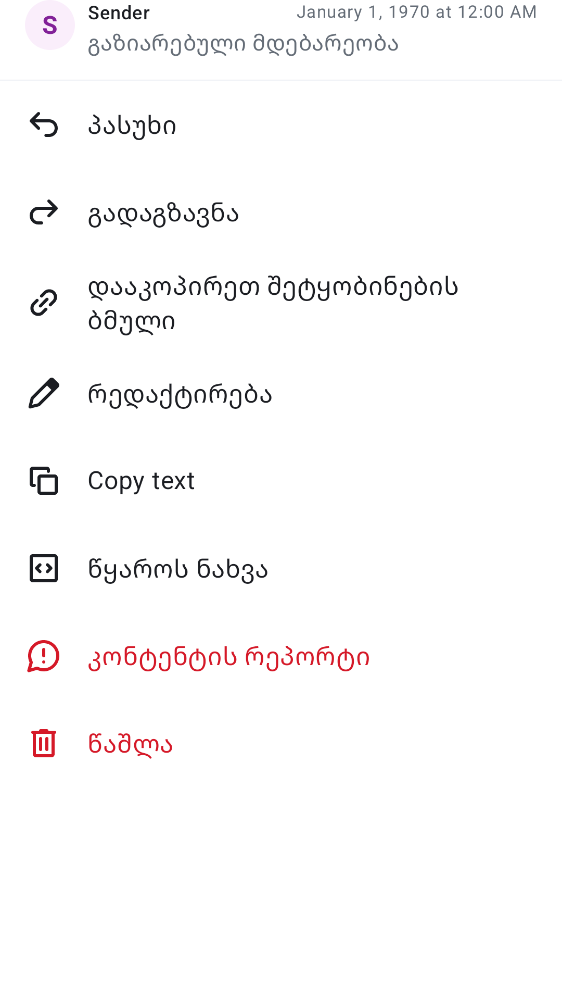 S
Sender January 1, 1970 at 12:00 AM
გაზიარებული მდებარეობა
პასუხი
გადაგზავნა
დააკოპირეთ შეტყობინების
ბმული
რედაქტირება
Copy text
წყაროს ნახვა
კონტენტის რეპორტი
წაშლა